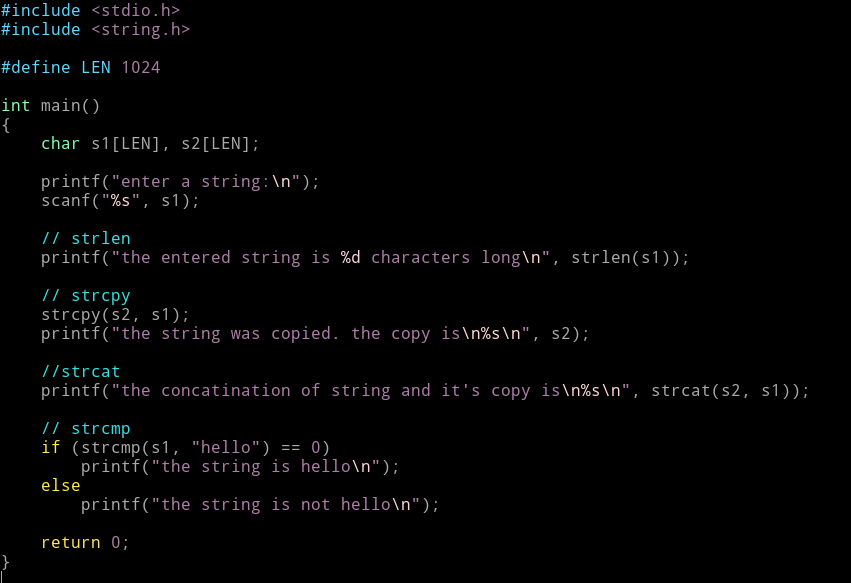 #include <stdio.h>
#include <string.h>

#define LEN 1024

int main()
{
    char s1[LEN], s2[LEN];

    printf("enter a string:\n");
    scanf("%s", s1);

    // strlen
    printf("the entered string is %d characters long\n", strlen(s1));

    // strcpy
    strcpy(s2, s1);
    printf("the string was copied. the copy is\n%s\n", s2);

    //strcat
    printf("the concatination of string and it's copy is\n%s\n", strcat(s2, s1));

    // strcmp
    if (strcmp(s1, "hello") == 0)
        printf("the string is hello\n");
    else
        printf("the string is not hello\n");

    return 0;
}